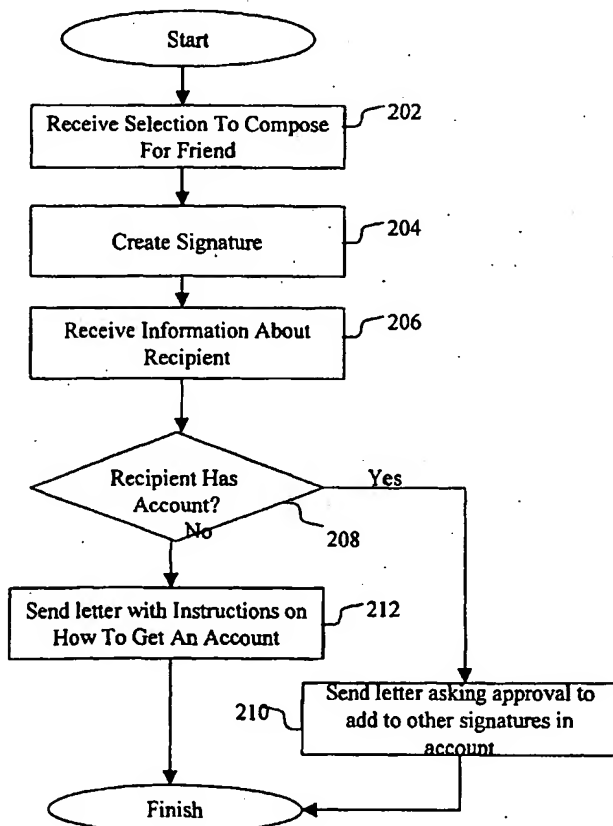 Start
Receive Selection To Compose
For Friend
202
Create Signature
204
Receive Information About
Recipient
206
Recipient Has
Account?
Yes
No
208
Send letter with Instructions on
How To Get An Account
212
Send letter asking approval to
add to other signatures in
account
210
Finish